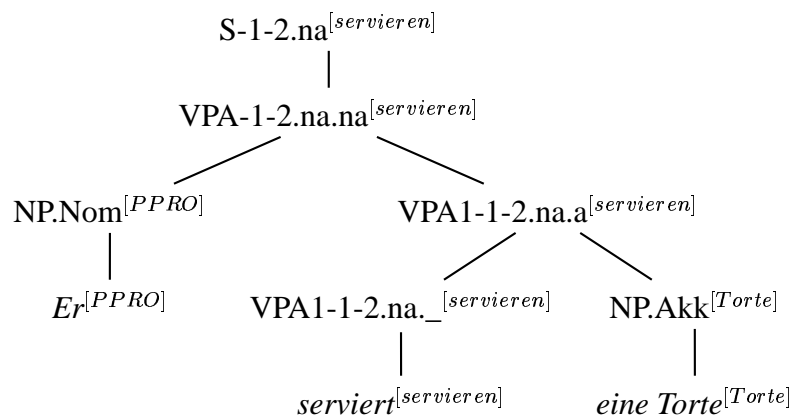 S-1-2.na[servieren]
VPA-1-2.na.na[servieren]
NP.Nom[PPRO] VPA1-1-2.na.a[servieren]
Er[PPRO] VPA1-1-2.na._[servieren] NP.Akk[Torte]
serviert[servieren] eine Torte[Torte]